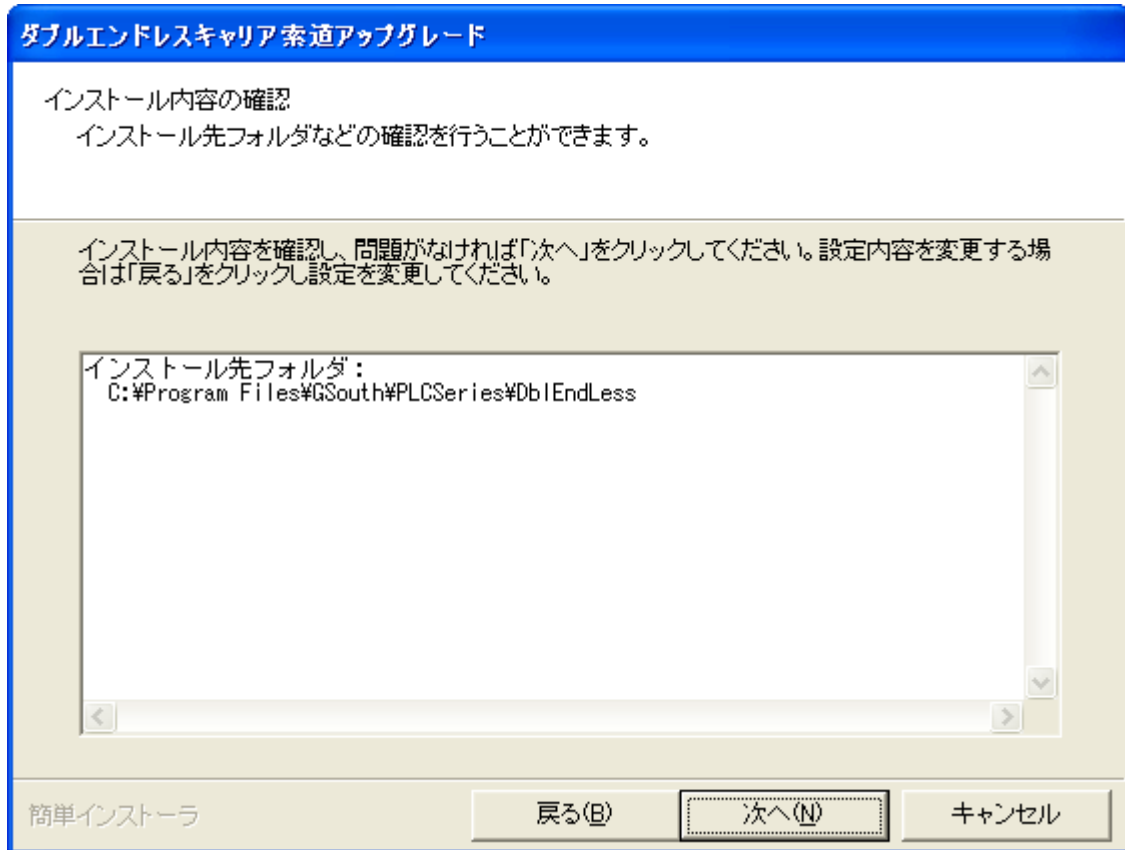 ダブルエンドレスキャリア索道アップグレード
インストール内容の確認
インストール先フォルダなどの確認を行うことができます。
インストール内容を確認し、問題がなければ「次へ」をクリックしてください。設定内容を変更する場
合は「戻る」をクリックし設定を変更してください。
インストール先フォルダ：
C:¥Program Files¥GSouth¥PLCSeries¥DblEndLess
簡単インストーラ
戻る(B)
次へ(N)
キャンセル